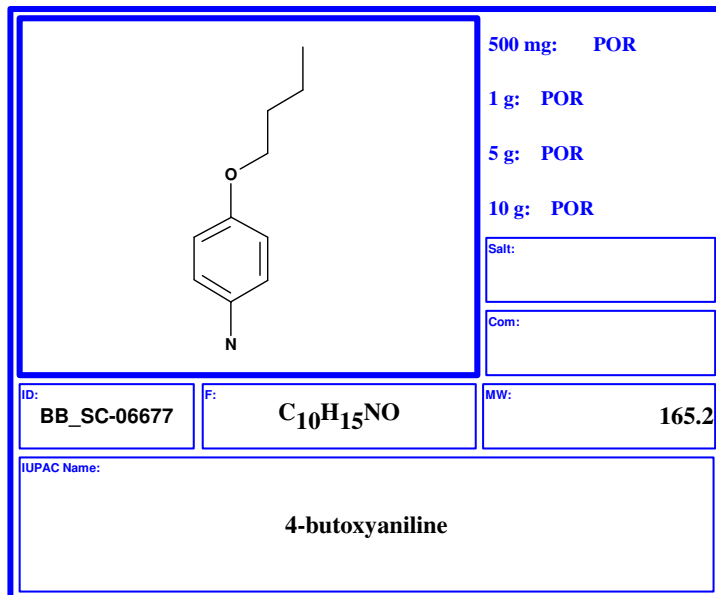 O
N
500 mg: POR
1 g: POR
5 g: POR
10 g: POR
Salt:
Com:
ID:
BB_SC-06677
F:
C10H15NO
MW:
165.2
IUPAC Name:
4-butoxyaniline